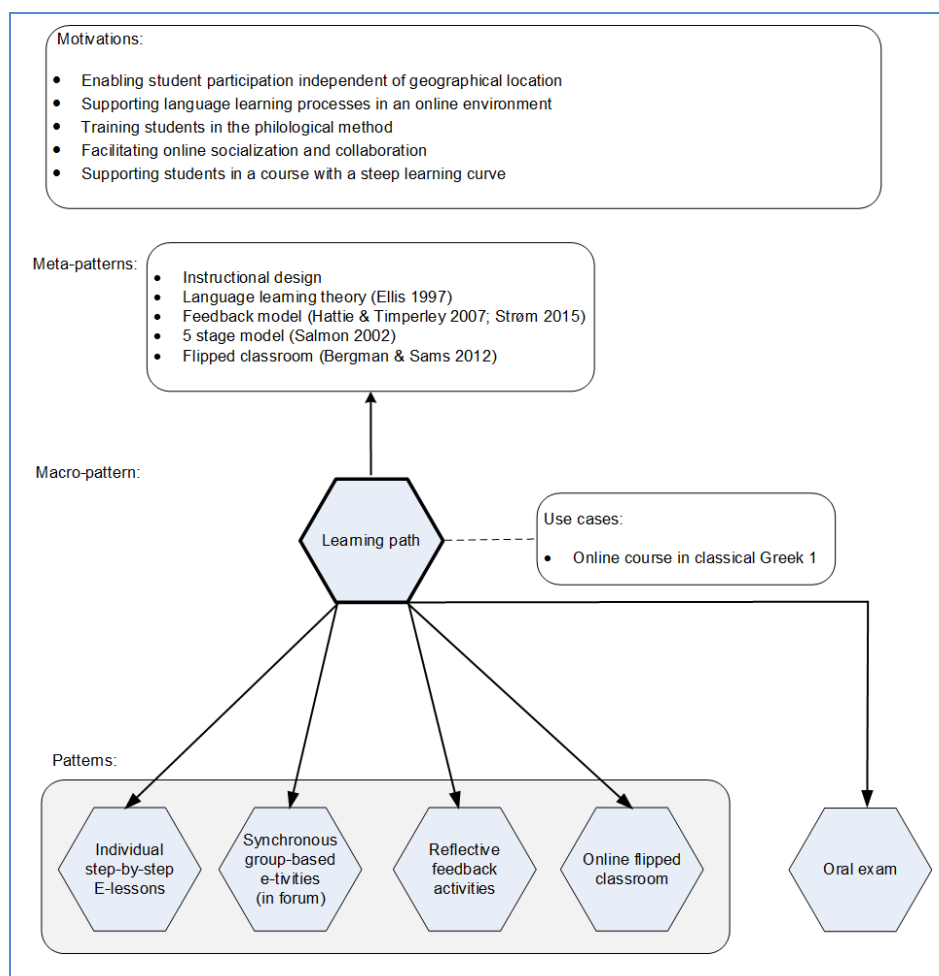 Motivations:
• Enabling student participation independent of geographical location
• Supporting language learning processes in an online environment
• Training students in the philological method
• Facilitating online socialization and collaboration
• Supporting students in a course with a steep learning curve
Meta-patterns:
• Instructional design
• Language learning theory (Ellis 1997)
• Feedback model (Hattie & Timperley 2007; Strøm 2015)
• 5 stage model (Salmon 2002)
• Flipped classroom (Bergman & Sams 2012)
Macro-pattern:
Learning path
Use cases:
• Online course in classical Greek 1
Patterns:
Individual
step-by-step
E-lessons
Synchronous
group-based
e-tivities
(in forum)
Reflective
feedback
activities
Online flipped
classroom
Oral exam